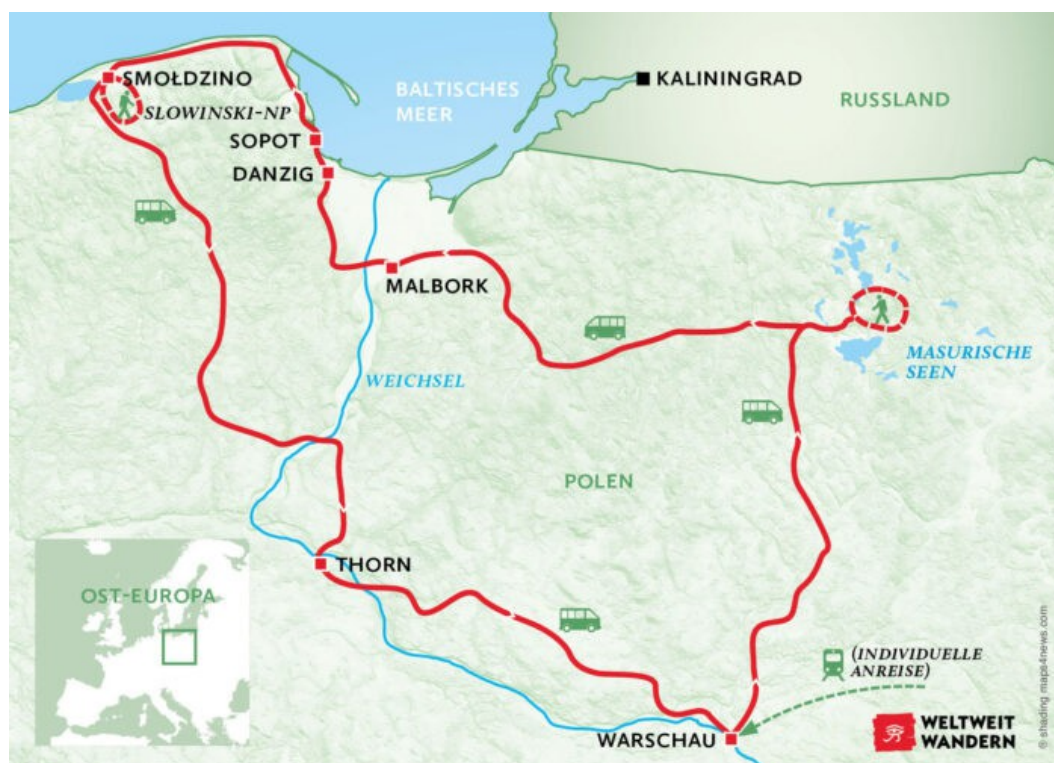 SMOŁDZINO
SLOWINSKI-NP
SOPOT
DANZIG
BALTISCHES
MEER
KALININGRAD
RUSSLAND
MALBORK
WEICHSEL
MASURISCHE
SEEN
POLEN
THORN
OST-EUROPA
(INDIVIDUELLE
ANREISE)
WARSCHAU
WELTWEIT
WANDERN
© shading maps4news.com